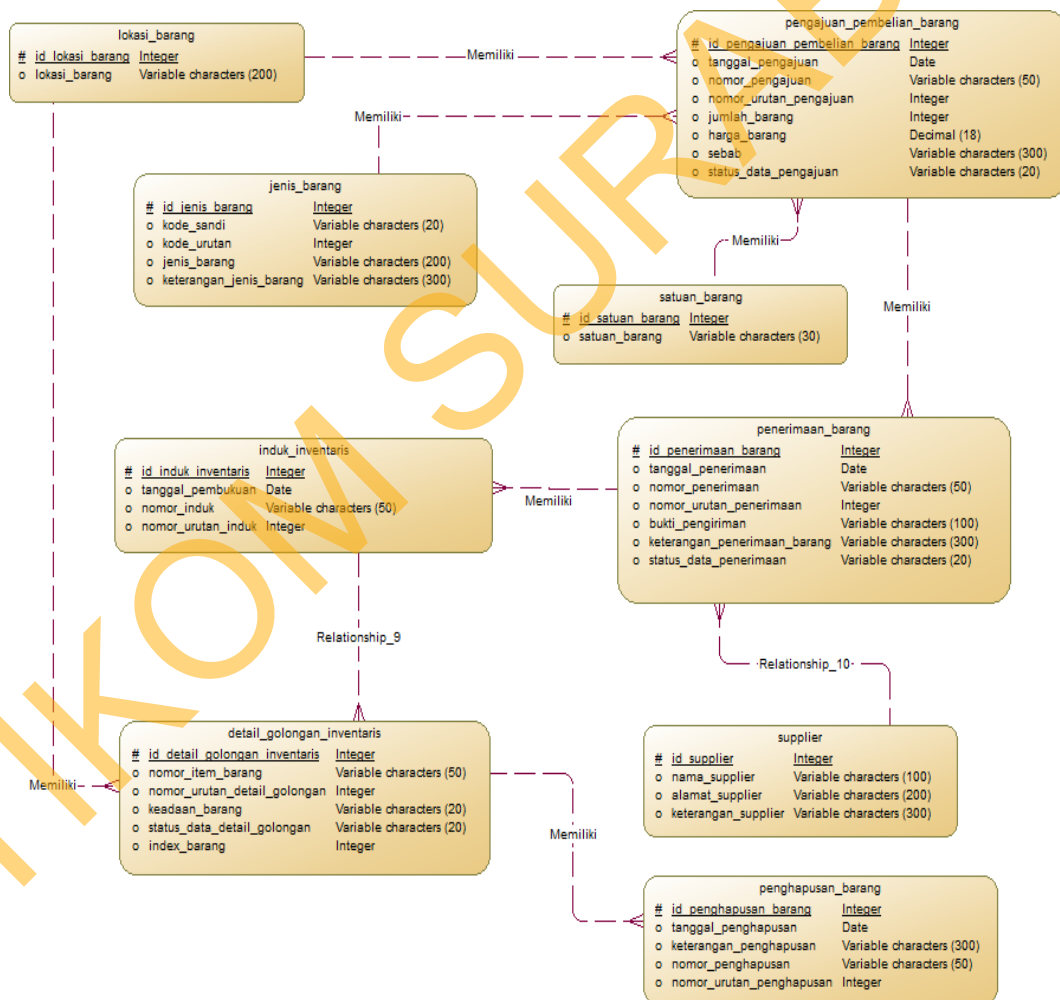 lokasi_barang
# id_lokasi_barang Integer
o lokasi_barang Variable characters (200)
Memiliki
pengajuan_pembelian_barang
# id_pengajuan_pembelian_barang Integer
o tanggal_pengajuan Date
o nomor_pengajuan Variable characters (50)
o nomor_urutan_pengajuan Integer
o jumlah_barang Integer
o harga_barang Decimal (18)
o sebab Variable characters (300)
o status_data_pengajuan Variable characters (20)
Memiliki
jenis_barang
# id_jenis_barang Integer
o kode_sandi Variable characters (20)
o kode_urutan Integer
o jenis_barang Variable characters (200)
o keterangan_jenis_barang Variable characters (300)
Memiliki
satuan_barang
# id_satuan_barang Integer
o satuan_barang Variable characters (30)
Memiliki
induk_inventaris
# id_induk_inventaris Integer
o tanggal_pembukuan Date
o nomor_induk Variable characters (50)
o nomor_urutan_induk Integer
Memiliki
penerimaan_barang
# id_penerimaan_barang Integer
o tanggal_penerimaan Date
o nomor_penerimaan Variable characters (50)
o nomor_urutan_penerimaan Integer
o bukti_pengiriman Variable characters (100)
o keterangan_penerimaan_barang Variable characters (300)
o status_data_penerimaan Variable characters (20)
Relationship_9
Relationship_10
detail_golongan_inventaris
# id_detail_golongan_inventaris Integer
o nomor_item_barang Variable characters (50)
o nomor_urutan_detail_golongan Integer
o keadaan_barang Variable characters (20)
o status_data_detail_golongan Variable characters (20)
o index_barang Integer
Memiliki
supplier
# id_supplier Integer
o nama_supplier Variable characters (100)
o alamat_supplier Variable characters (200)
o keterangan_supplier Variable characters (300)
Memiliki
penghapusan_barang
# id_penghapusan_barang Integer
o tanggal_penghapusan Date
o keterangan_penghapusan Variable characters (300)
o nomor_penghapusan Variable characters (50)
o nomor_urutan_penghapusan Integer
IKOM SURAB